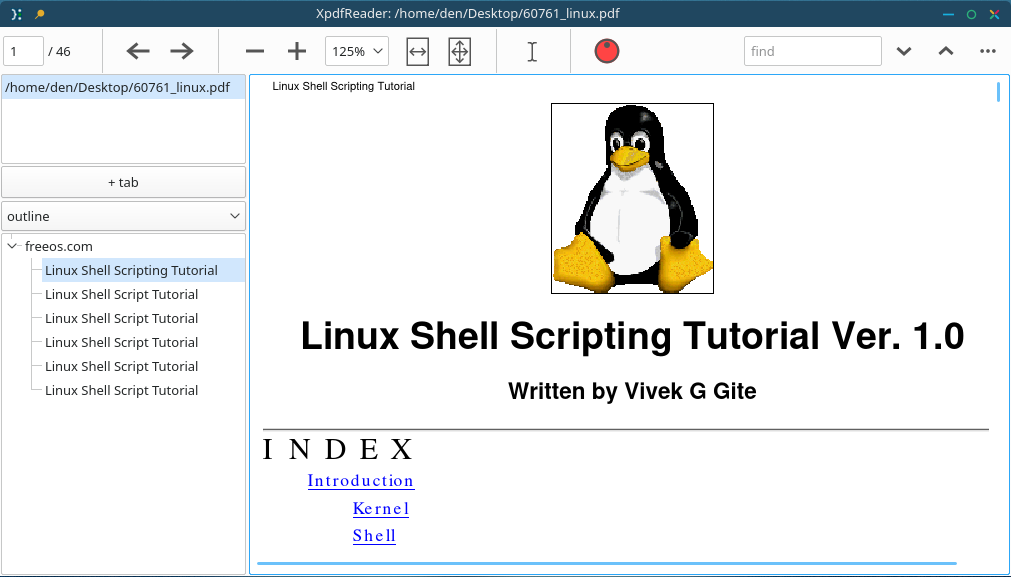 XpdfReader: /home/den/Desktop/60761_linux.pdf
1 / 46 125% find
/home/den/Desktop/60761_linux.pdf
+ tab
outline
freeos.com
Linux Shell Scripting Tutorial
Linux Shell Script Tutorial
Linux Shell Script Tutorial
Linux Shell Script Tutorial
Linux Shell Script Tutorial
Linux Shell Script Tutorial
Linux Shell Scripting Tutorial
Linux Shell Scripting Tutorial Ver. 1.0
Written by Vivek G Gite
I N D E X
Introduction
Kernel
Shell